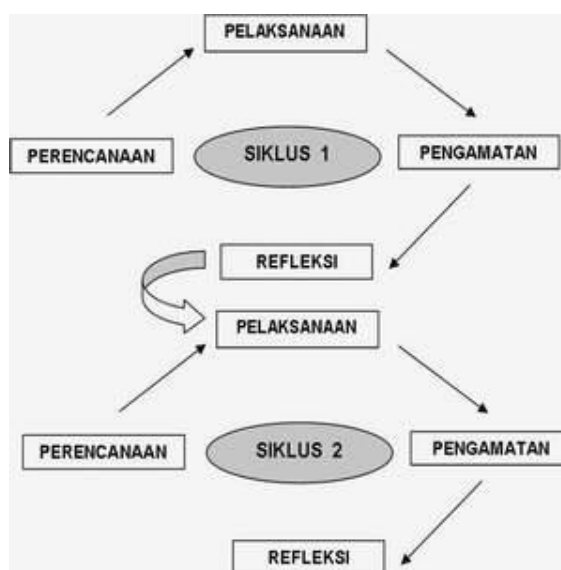 PELAKSANAAN
PERENCANAAN
SIKLUS 1
PENGAMATAN
REFLEKSI
PELAKSANAAN
PERENCANAAN
SIKLUS 2
PENGAMATAN
REFLEKSI